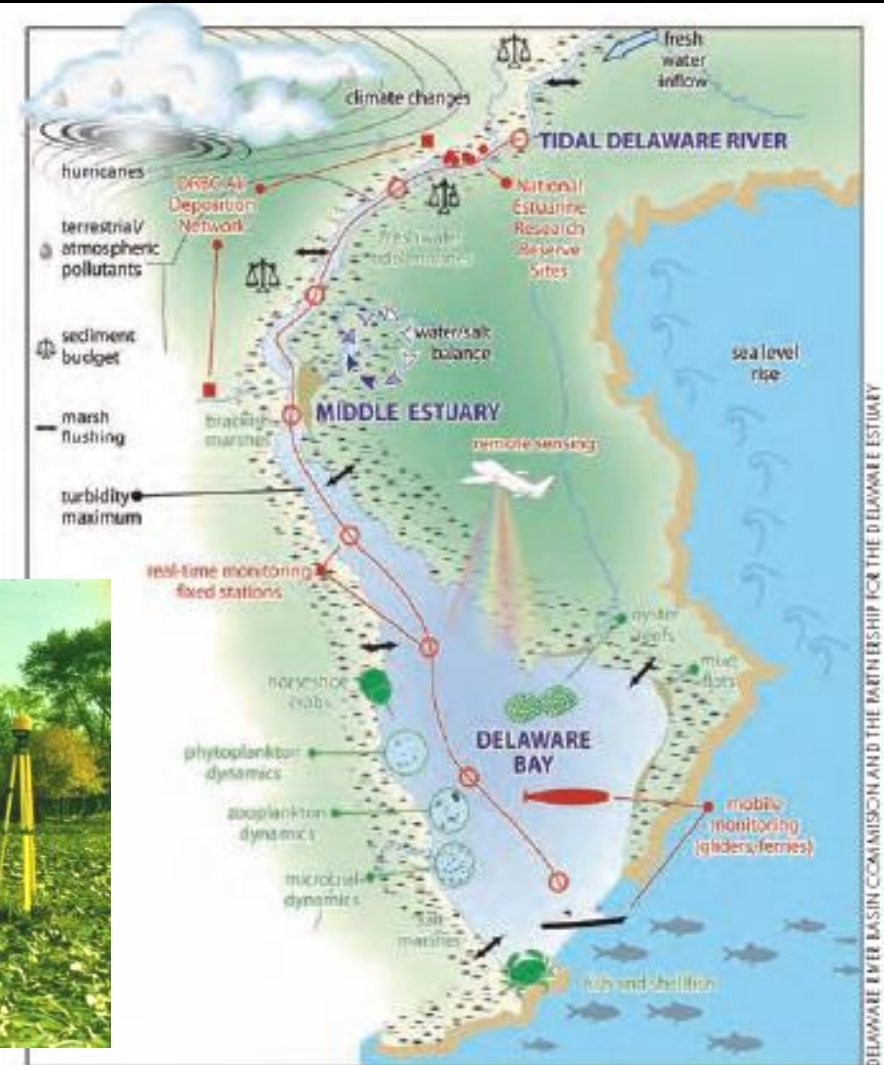 fresh
water
inflow
climate changes
TIDAL DELAWARE RIVER
hurricanes
DRBC Air
Deposition
Network
National
Estuarine
Research
Reserve
Sites
terrestrial/
atmospheric
pollutants
freshwater
water/salt
balance
sediment
budget
sea level
rise
MIDDLE ESTUARY
brackish
marshes
marsh
flushing
remote sensing
turbidity
maximum
real-time monitoring
fixed stations
oyster
reefs
mud
flats
horseshoe
crabs
DELAWARE
BAY
phytoplankton
dynamics
zooplankton
dynamics
mobile
monitoring
(gliders/ferries)
microbial
dynamics
salt
marshes
fish and shellfish
DELAWARE RIVER BASIN COMMISION AND THE PARTNERSHIP FOR THE DELAWARE ESTUARY